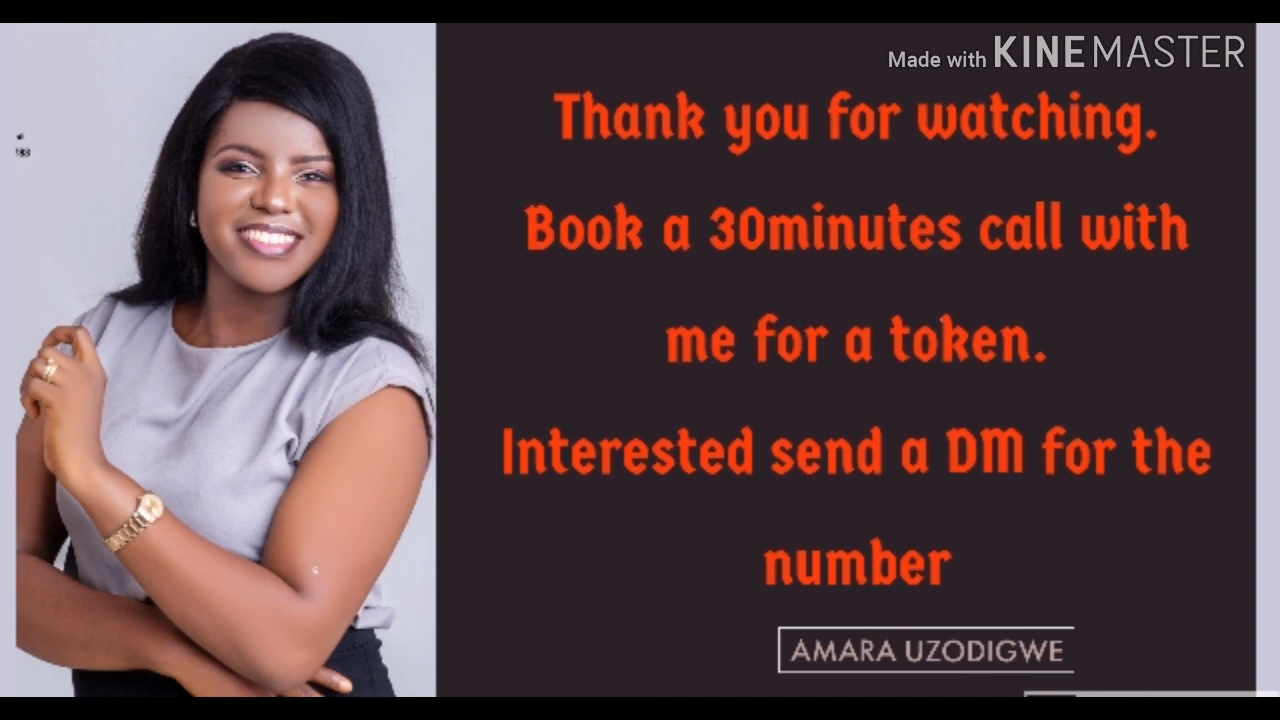 Made with KINEMASTER
Thank you for watching.
Book a 30minutes call with
me for a token.
Interested send a DM for the
number
AMARA UZODIGWE